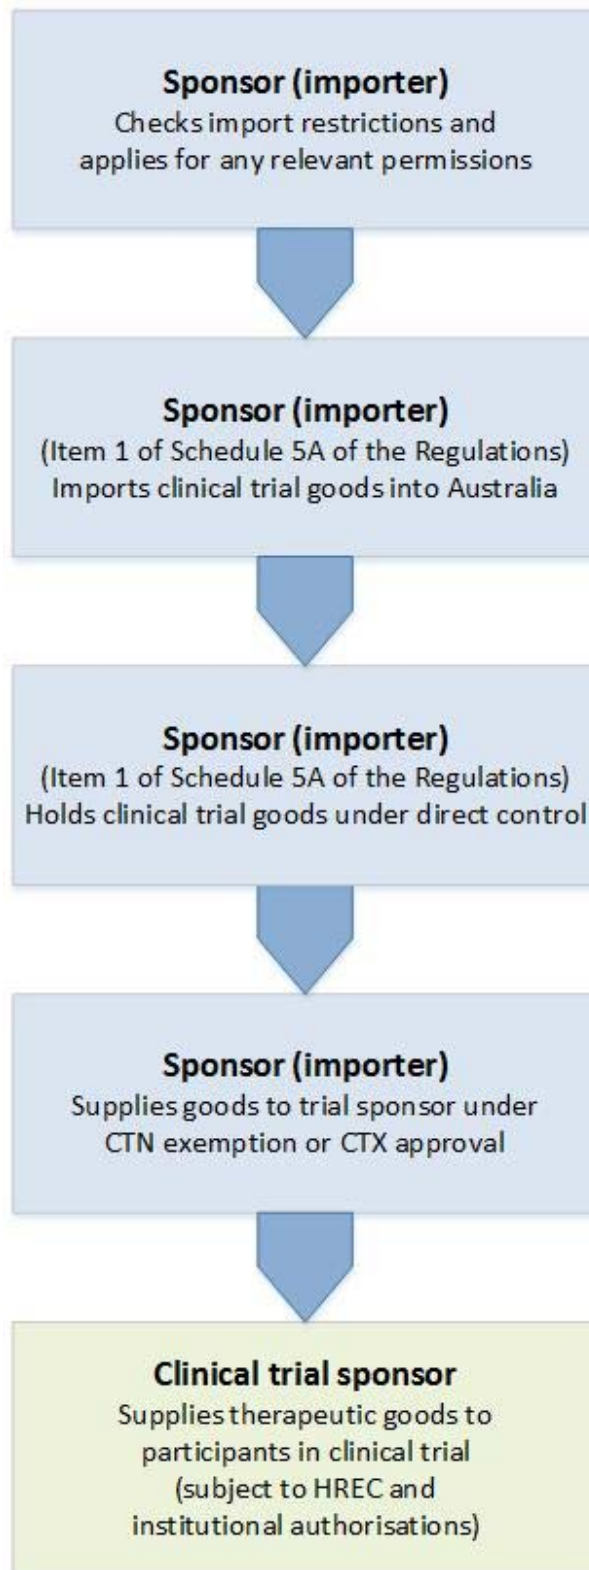 Sponsor (importer)
Checks import restrictions and
applies for any relevant permissions
Sponsor (importer)
(Item 1 of Schedule 5A of the Regulations)
Imports clinical trial goods into Australia
Sponsor (importer)
(Item 1 of Schedule 5A of the Regulations)
Holds clinical trial goods under direct control
Sponsor (importer)
Supplies goods to trial sponsor under
CTN exemption or CTX approval
Clinical trial sponsor
Supplies therapeutic goods to
participants in clinical trial
(subject to HREC and
institutional authorisations)